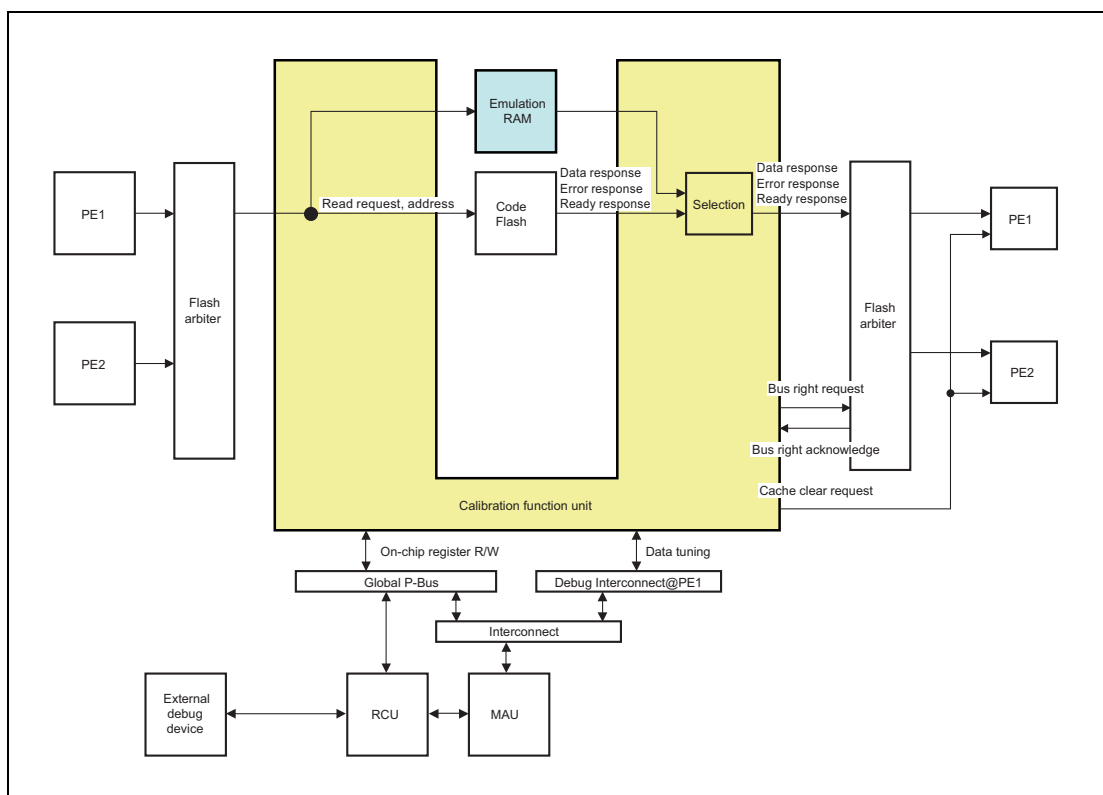 Emulation
RAM
Data response
Error response
Ready response
Data response
Error response
Ready response
PE1
Read request, address
Code
Flash
Selection
PE1
Flash
arbiter
Flash
arbiter
PE2
PE2
Bus right request
Bus right acknowledge
Cache clear request
Calibration function unit
On-chip register R/W
Data tuning
Global P-Bus
Debug Interconnect@PE1
Interconnect
External
debug
device
RCU
MAU